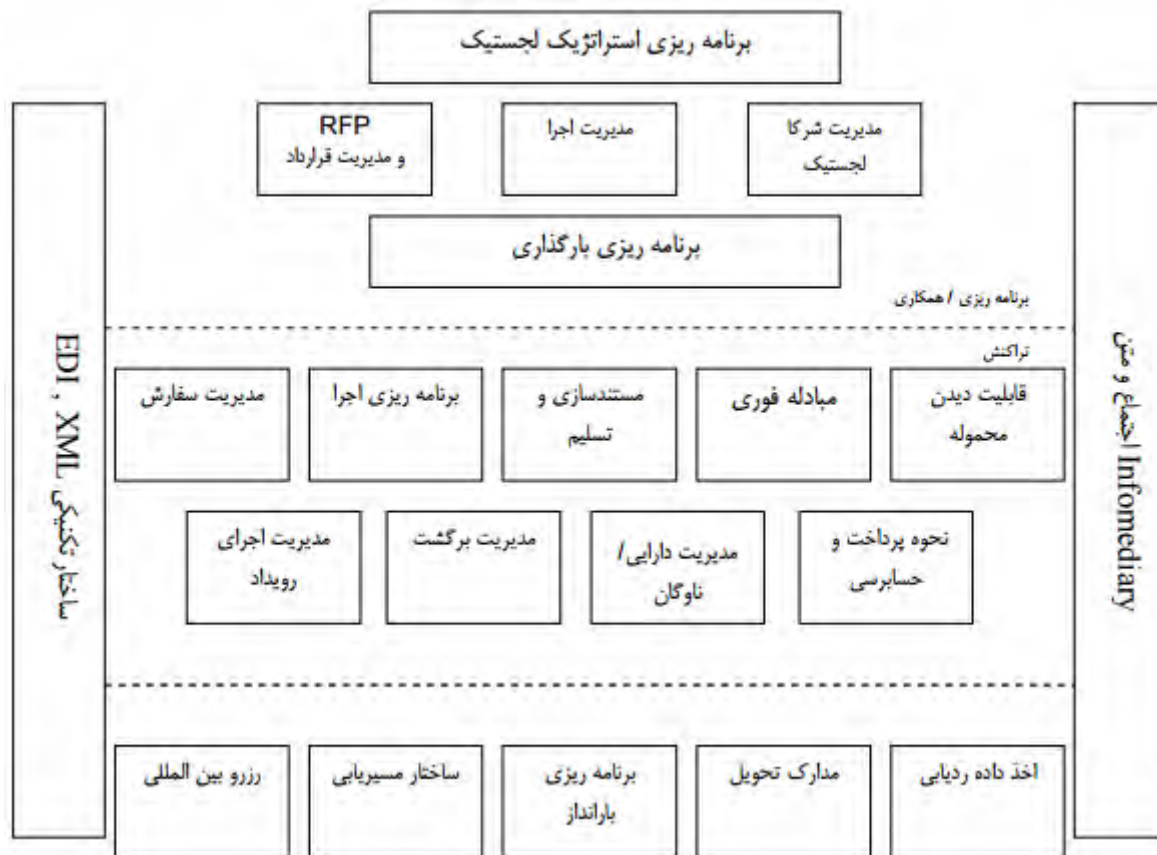 برنامه ریزی استراتژیک لجستیک
مدیریت شرکا
لجستیک
مدیریت اجرا
RFP
و مدیریت قرارداد
برنامه ریزی بارگذاری
برنامه ریزی / همکاری
تراکنش
قابلیت دیدن
محموله
مبادله فوری
مستندسازی و
تسلیم
برنامه ریزی اجرا
مدیریت سفارش
نحوه پرداخت و
حسابرسی
مدیریت دارایی/
ناوگان
مدیریت برگشت
مدیریت اجرای
رویداد
اخذ داده ردیابی
مدارک تحویل
برنامه ریزی
بارانداز
ساختار مسیریابی
رزرو بین المللی
Infomediary اجتماع و متن
ساختار تکنیکی EDI , XML